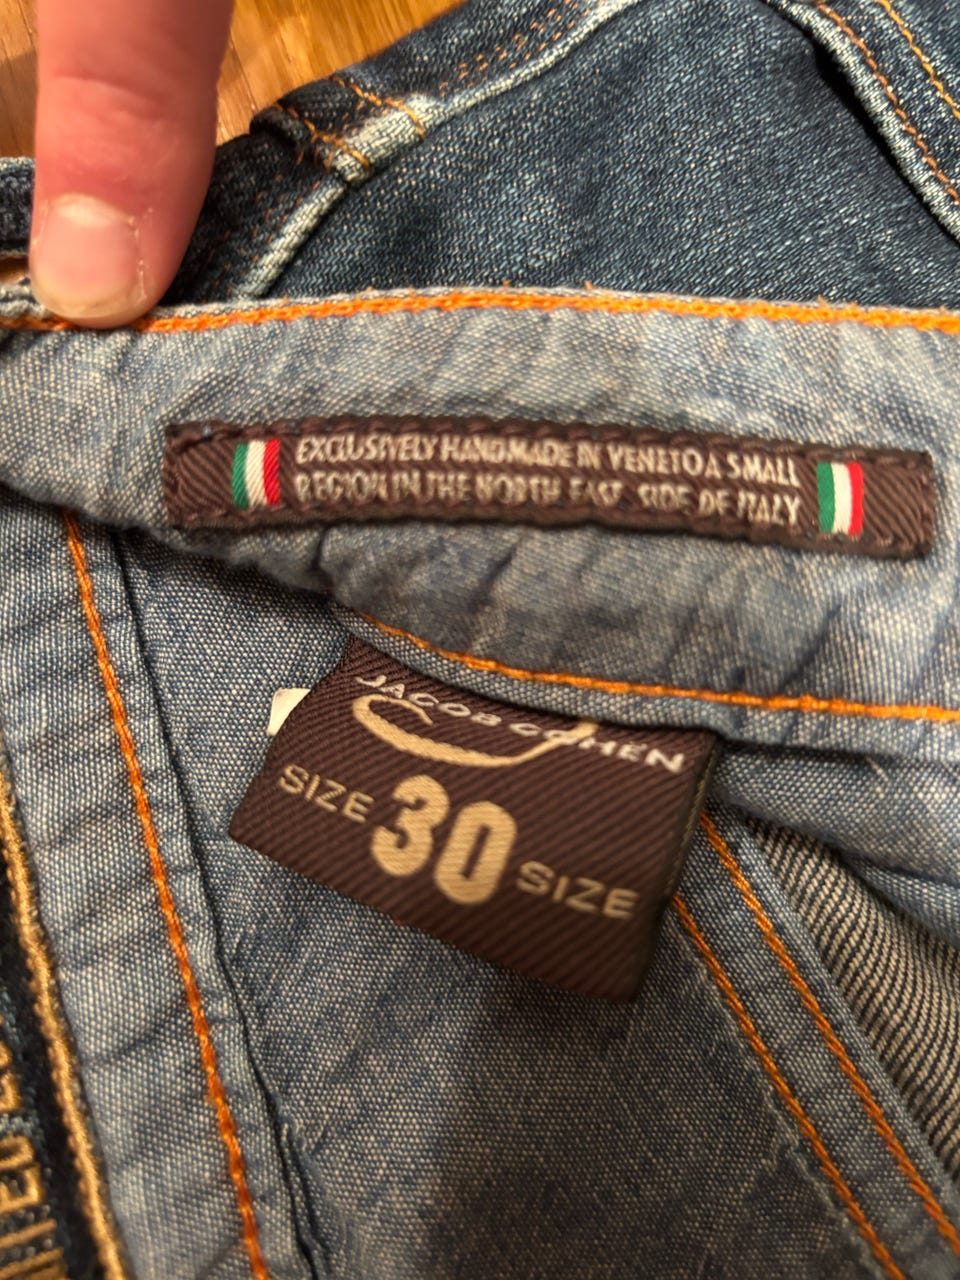 EXCLUSIVELY HANDMADE IN VENETO A SMALL
REGION IN THE NORTH EAST SIDE OF ITALY
JACOB COHEN
SIZE 30 SIZE